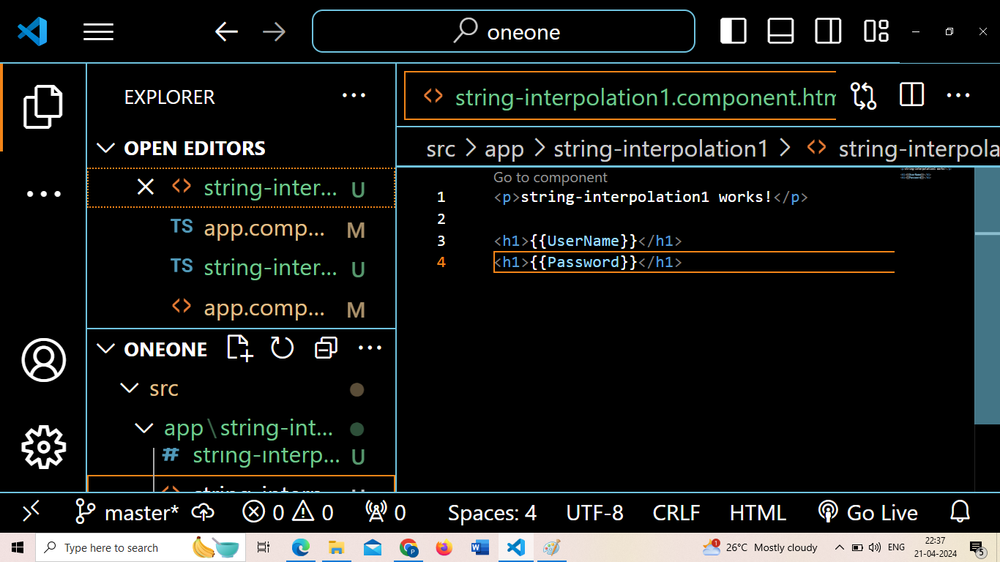 oneone
EXPLORER
OPEN EDITORS
string-inter... U
TS app.comp... M
TS string-inter... U
app.comp... M
ONEONE
src
app\string-int...
# string-interp... U
string-interpolation1.component.htm
src > app > string-interpolation1 > <> string-interpola
Go to component
1 <p>string-interpolation1 works!</p>
2
3 <h1>{{UserName}}</h1>
4 <h1>{{Password}}</h1>
master* 0 0 0 Spaces: 4 UTF-8 CRLF HTML Go Live
Type here to search
1 26°C Mostly cloudy ENG 22:37
21-04-2024
5